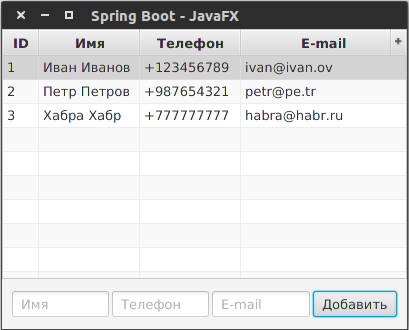 Spring Boot - JavaFX
ID Имя Телефон E-mail +
1 Иван Иванов +123456789 ivan@ivan.ov
2 Петр Петров +987654321 petr@pe.tr
3 Хабра Хабр +777777777 habra@habr.ru
Имя Телефон E-mail Добавить